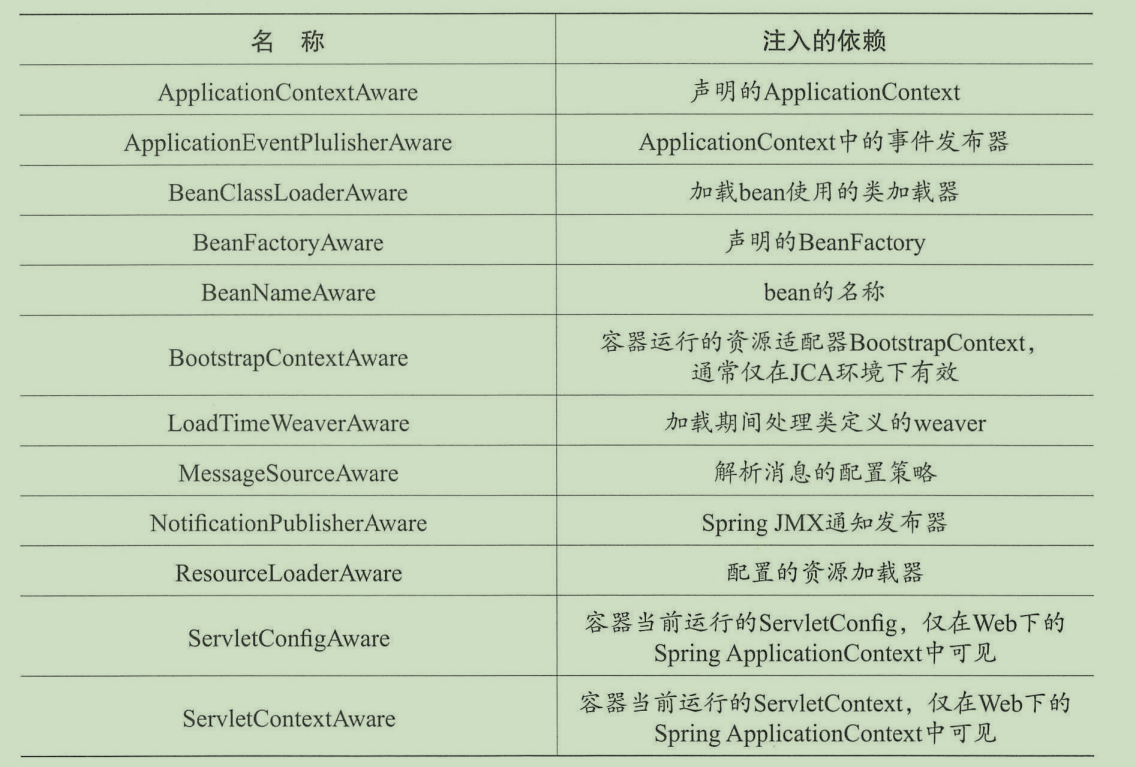 名 称 注入的依赖
ApplicationContextAware 声明的ApplicationContext
ApplicationEventPlulisherAware ApplicationContext中的事件发布器
BeanClassLoaderAware 加载bean使用的类加载器
BeanFactoryAware 声明的BeanFactory
BeanNameAware bean的名称
BootstrapContextAware 容器运行的资源适配器BootstrapContext，
通常仅在JCA环境下有效
LoadTimeWeaverAware 加载期间处理类定义的weaver
MessageSourceAware 解析消息的配置策略
NotificationPublisherAware Spring JMX通知发布器
ResourceLoaderAware 配置的资源加载器
ServletConfigAware 容器当前运行的ServletConfig，仅在Web下的
Spring ApplicationContext中可见
ServletContextAware 容器当前运行的ServletContext，仅在Web下的
Spring ApplicationContext中可见